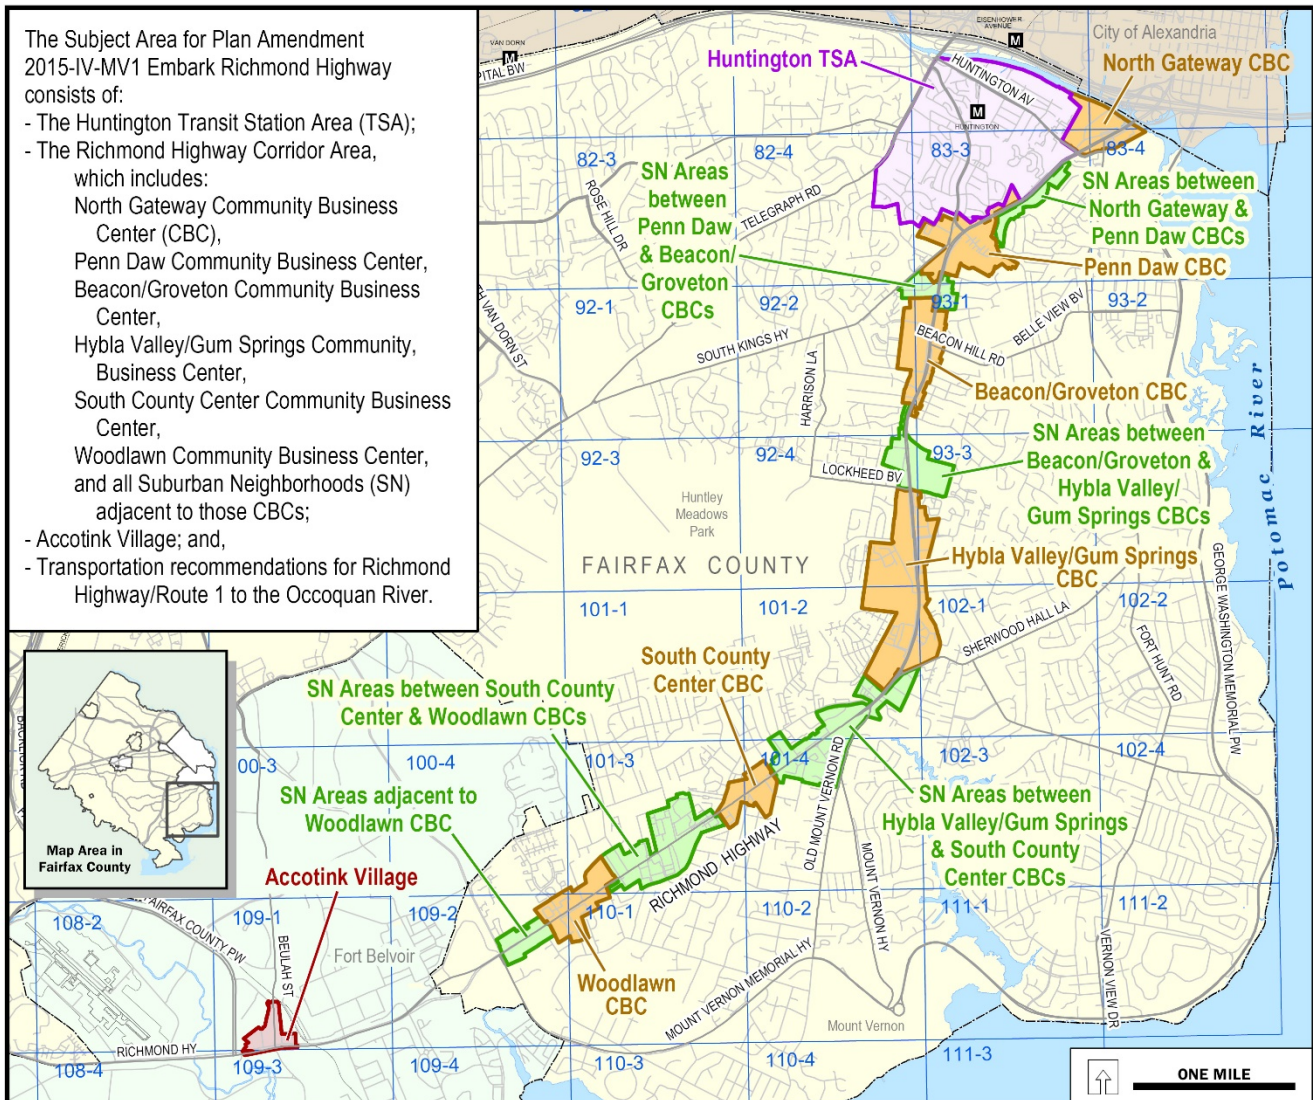 The Subject Area for Plan Amendment
2015-IV-MV1 Embark Richmond Highway
consists of:
- The Huntington Transit Station Area (TSA);
- The Richmond Highway Corridor Area,
which includes:
North Gateway Community Business
Center (CBC),
Penn Daw Community Business Center,
Beacon/Groveton Community Business
Center,
Hybla Valley/Gum Springs Community,
Business Center,
South County Center Community Business
Center,
Woodlawn Community Business Center,
and all Suburban Neighborhoods (SN)
adjacent to those CBCs;
- Accotink Village; and,
- Transportation recommendations for Richmond
Highway/Route 1 to the Occoquan River.
VAN DORN
M
PITAL BW
EISENHOWER
AVENUE
M
City of Alexandria
Huntington TSA
HUNTINGTON AV
North Gateway CBC
M
HUNTINGTON
82-3
82-4
83-3
83-4
ROSE HILL DR
TELEGRAPH RD
SN Areas
between
Penn Daw
& Beacon/
Groveton
CBCs
SN Areas between
North Gateway &
Penn Daw CBCs
Penn Daw CBC
92-1
92-2
93-1
93-2
VAN DORN ST
SOUTH KINGS HY
HARRISON LA
BEACON HILL RD
BELLE VIEW BV
Beacon/Groveton CBC
Potomac River
92-3
92-4
93-3
LOCKHEED BV
SN Areas between
Beacon/Groveton &
Hybla Valley/
Gum Springs CBCs
Huntley
Meadows
Park
FAIRFAX COUNTY
Hybla Valley/Gum Springs
CBC
101-1
101-2
102-1
102-2
SHERWOOD HALL LA
FORT HUNT RD
GEORGE WASHINGTON MEMORIAL PW
South County
Center CBC
SN Areas between South County
Center & Woodlawn CBCs
00-3
100-4
101-3
101-4
102-3
102-4
Map Area in
Fairfax County
SN Areas adjacent to
Woodlawn CBC
OLD MOUNT VERNON RD
RICHMOND HIGHWAY
MOUNT VERNON HY
SN Areas between
Hybla Valley/Gum Springs
& South County
Center CBCs
Accotink Village
108-2
109-1
109-2
110-1
110-2
111-1
111-2
FAIRFAX COUNTY PW
BEULAH ST
Fort Belvoir
Woodlawn
CBC
MOUNT VERNON MEMORIAL HY
VERNON VIEW DR
Mount Vernon
RICHMOND HY
108-4
109-3
109-4
110-3
110-4
111-3
ONE MILE